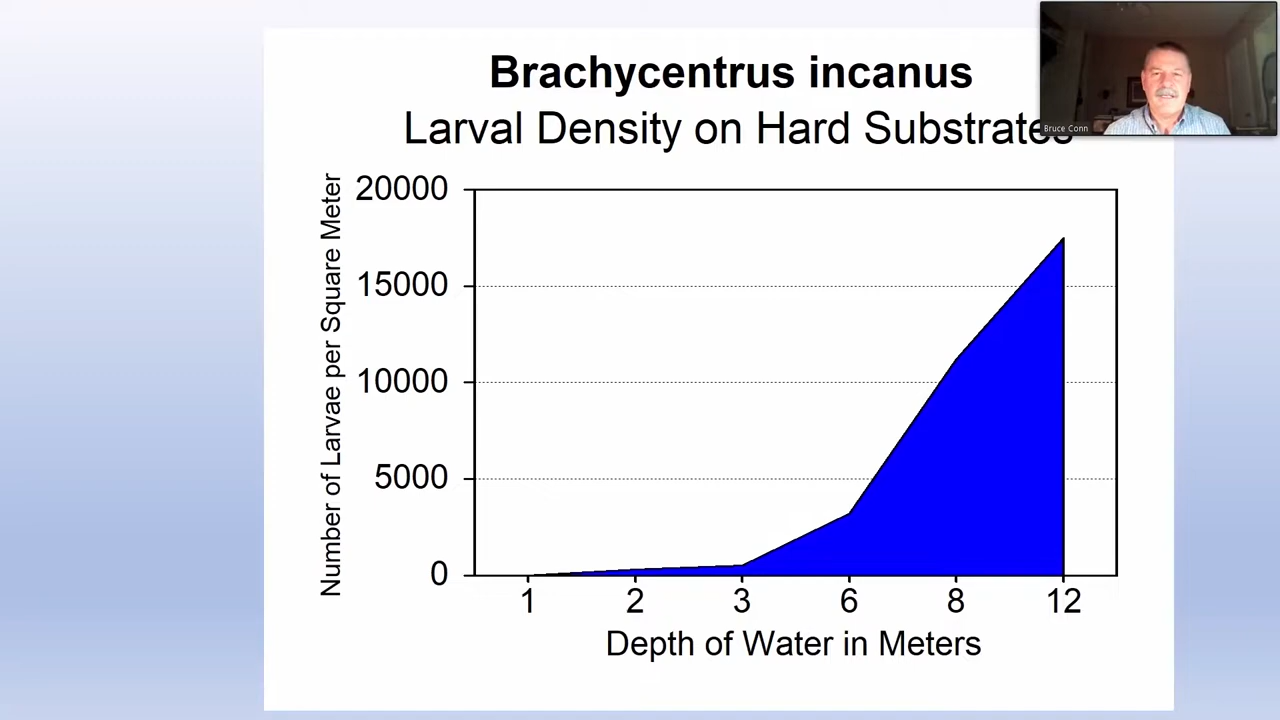 Brachycentrus incanus
Larval Density on Hard Substrates
Bruce Conn
Number of Larvae per Square Meter
20000
15000
10000
5000
0
1 2 3 6 8 12
Depth of Water in Meters